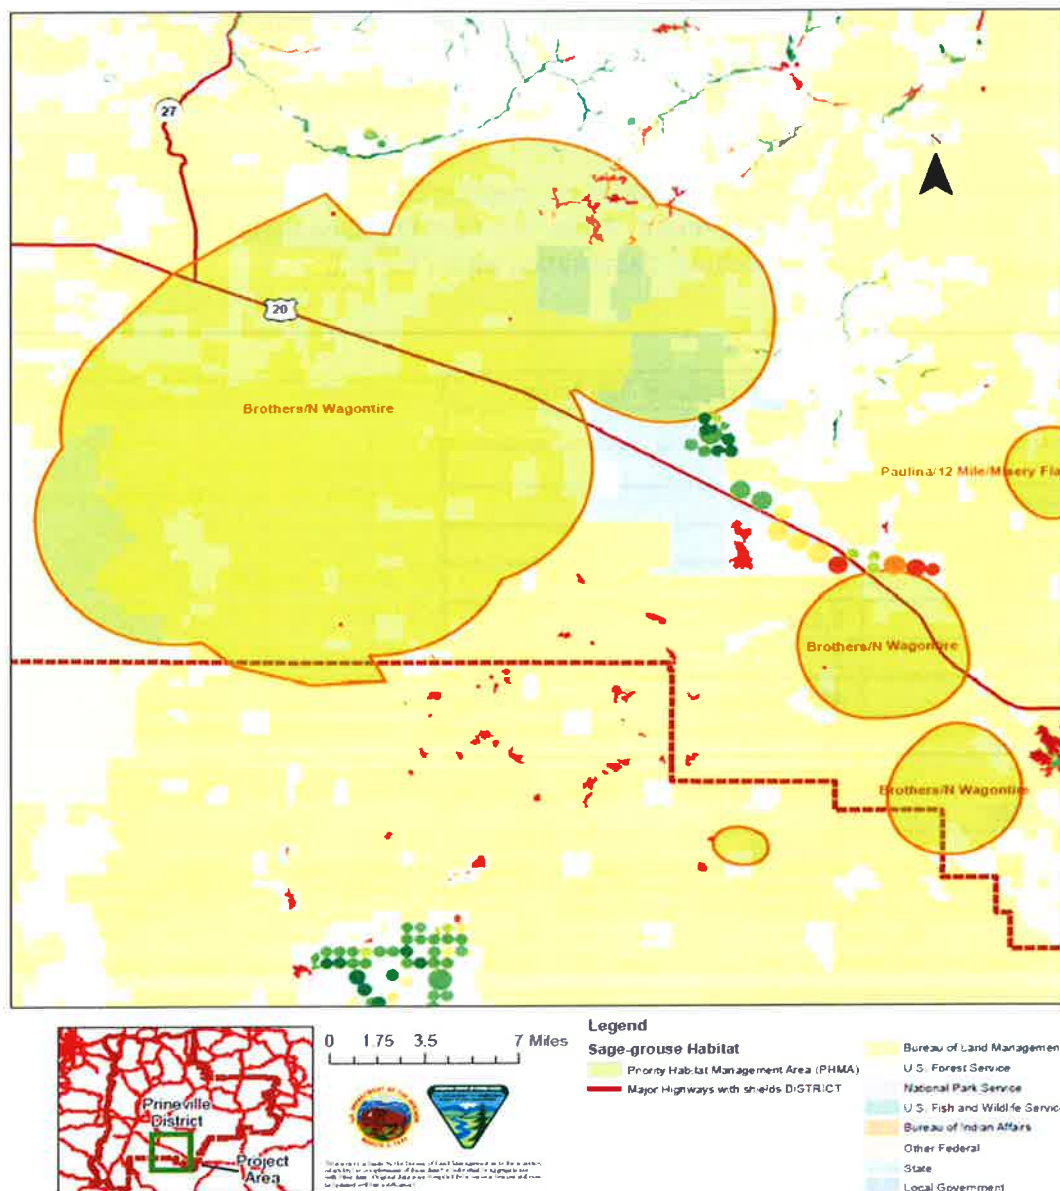 27
N
20
Brothers/N Wagontire
Paulina/12 Mile/Misery Fla
Brothers/N Wagontire
Brothers/N Wagontire
0 1.75 3.5 7 Miles
Prineville
District
Project
Area
Legend
Sage-grouse Habitat
Priority Habitat Management Area (PHMA)
Major Highways with shields DISTRICT
Bureau of Land Managemen
U.S. Forest Service
National Park Service
U.S. Fish and Wildlife Service
Bureau of Indian Affairs
Other Federal
State
Local Government